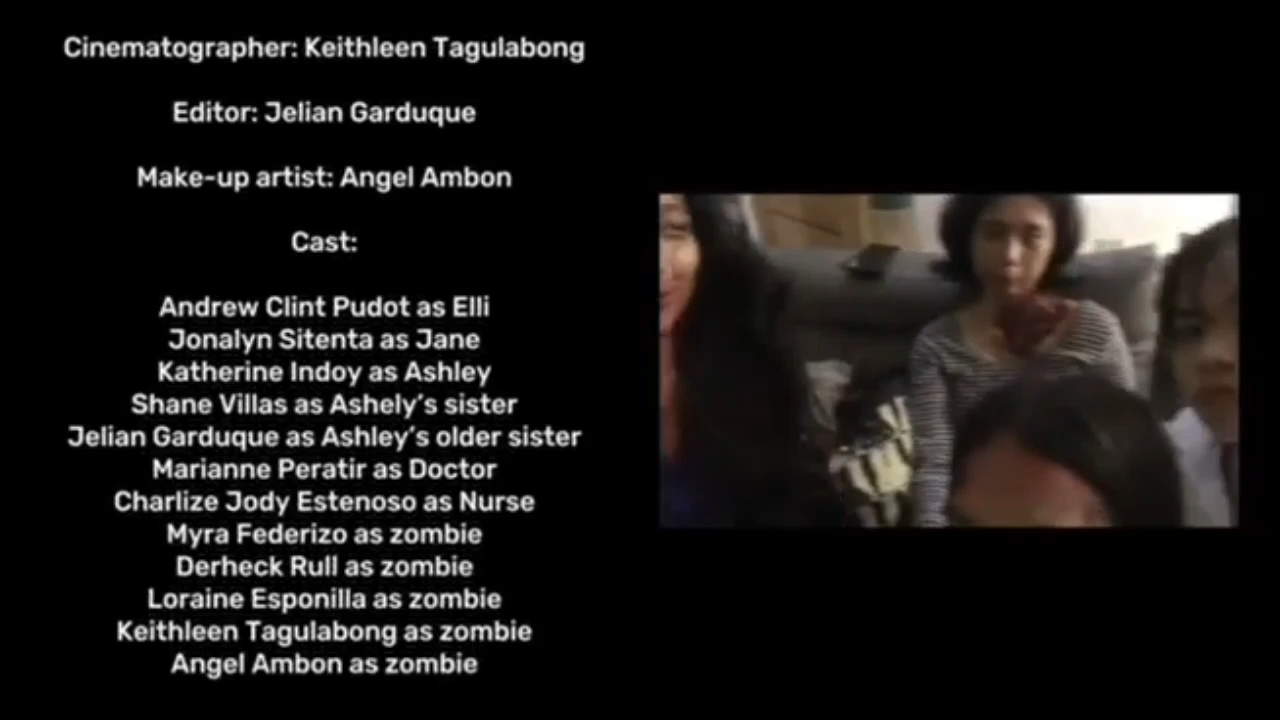 Cinematographer: Keithleen Tagulabong
Editor: Jelian Garduque
Make-up artist: Angel Ambon
Cast:
Andrew Clint Pudot as Elli
Jonalyn Sitenta as Jane
Katherine Indoy as Ashley
Shane Villas as Ashely's sister
Jelian Garduque as Ashley's older sister
Marianne Peratir as Doctor
Charlize Jody Estenoso as Nurse
Myra Federizo as zombie
Derheck Rull as zombie
Loraine Esponilla as zombie
Keithleen Tagulabong as zombie
Angel Ambon as zombie